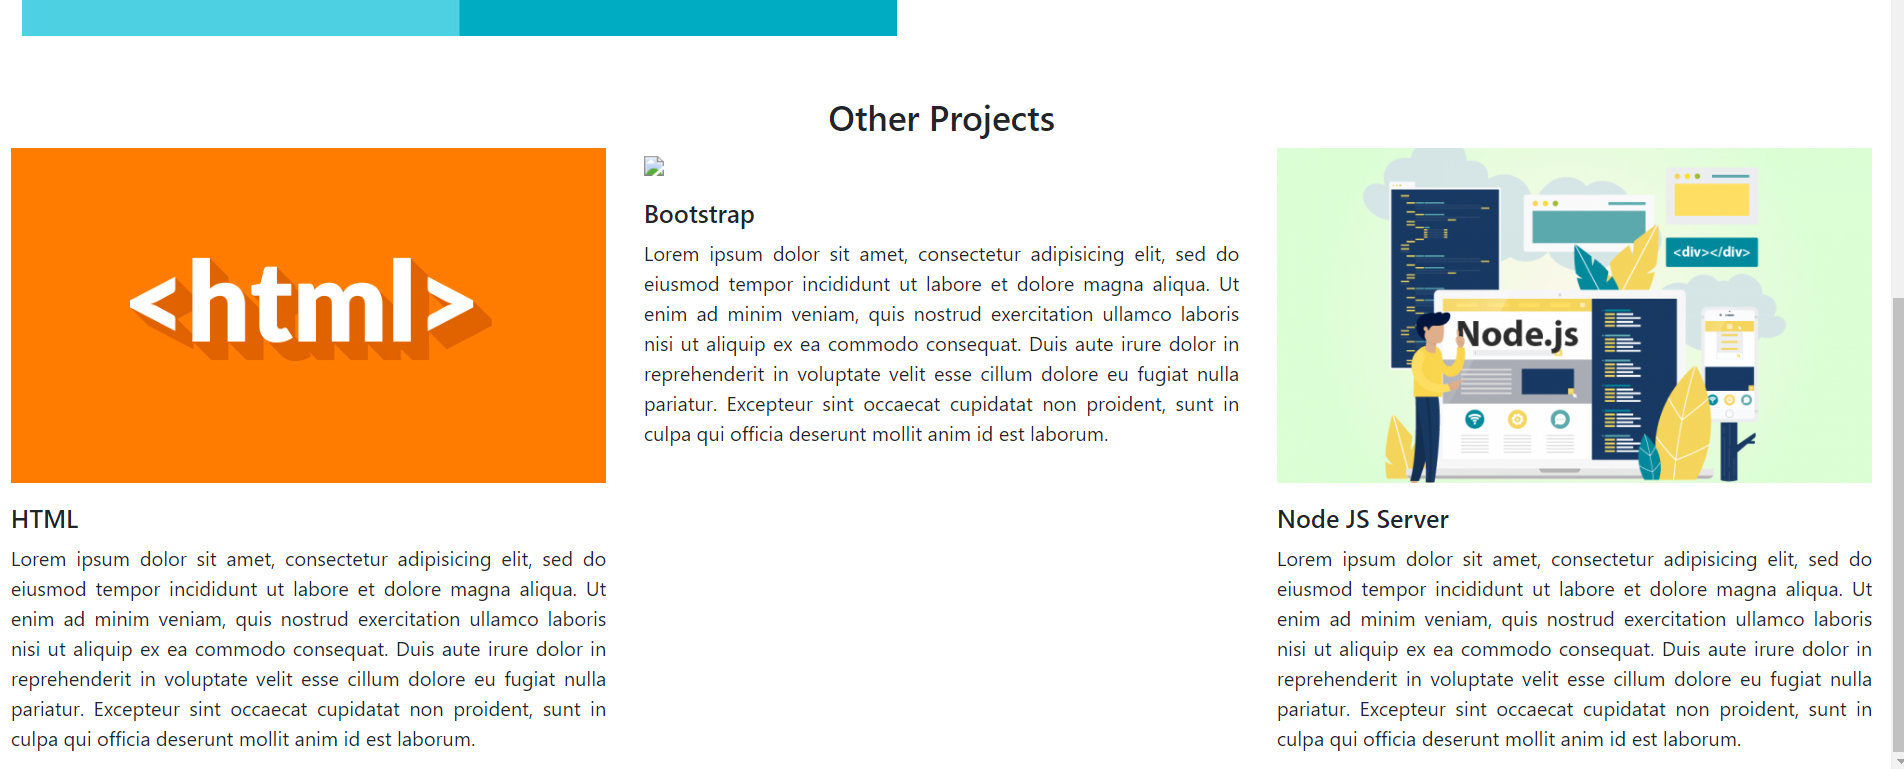 Other Projects
<html>
HTML
Lorem ipsum dolor sit amet, consectetur adipisicing elit, sed do
eiusmod tempor incididunt ut labore et dolore magna aliqua. Ut
enim ad minim veniam, quis nostrud exercitation ullamco laboris
nisi ut aliquip ex ea commodo consequat. Duis aute irure dolor in
reprehenderit in voluptate velit esse cillum dolore eu fugiat nulla
pariatur. Excepteur sint occaecat cupidatat non proident, sunt in
culpa qui officia deserunt mollit anim id est laborum.
Bootstrap
Lorem ipsum dolor sit amet, consectetur adipisicing elit, sed do
eiusmod tempor incididunt ut labore et dolore magna aliqua. Ut
enim ad minim veniam, quis nostrud exercitation ullamco laboris
nisi ut aliquip ex ea commodo consequat. Duis aute irure dolor in
reprehenderit in voluptate velit esse cillum dolore eu fugiat nulla
pariatur. Excepteur sint occaecat cupidatat non proident, sunt in
culpa qui officia deserunt mollit anim id est laborum.
<div></div>
Node.js
Node JS Server
Lorem ipsum dolor sit amet, consectetur adipisicing elit, sed do
eiusmod tempor incididunt ut labore et dolore magna aliqua. Ut
enim ad minim veniam, quis nostrud exercitation ullamco laboris
nisi ut aliquip ex ea commodo consequat. Duis aute irure dolor in
reprehenderit in voluptate velit esse cillum dolore eu fugiat nulla
pariatur. Excepteur sint occaecat cupidatat non proident, sunt in
culpa qui officia deserunt mollit anim id est laborum.